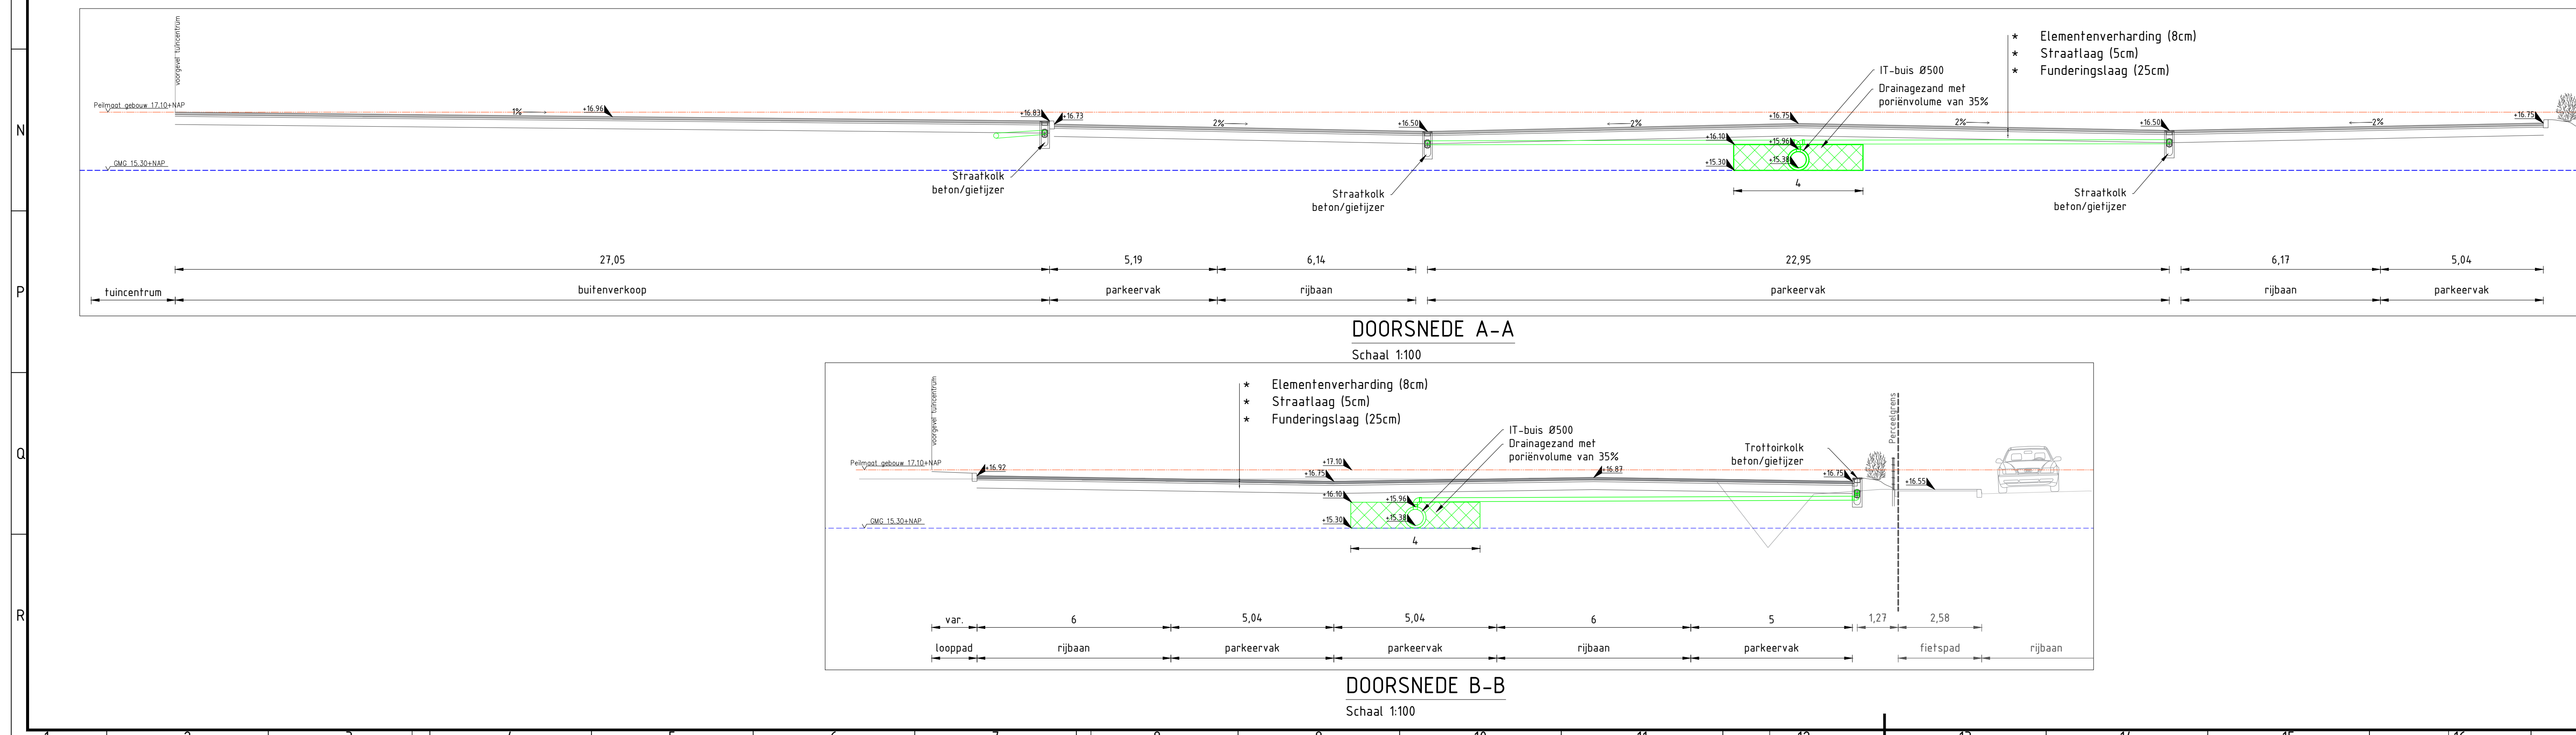 N
P
Q
R
voorgevel tuincentrum
Peilmaat gebouw 17.10+NAP
1%
+16.96
+16.83
+16.73
2%
+16.50
2%
+16.75
2%
+16.50
2%
+16.75
* Elementenverharding (8cm)
* Straatlaag (5cm)
* Funderingslaag (25cm)
IT-buis Ø500
Drainagezand met
poriënvolume van 35%
+16.10
+15.96
+15.38
+15.30
4
GMG 15.30+NAP
Straatkolk
beton/gietijzer
Straatkolk
beton/gietijzer
Straatkolk
beton/gietijzer
27,05
5,19
6,14
22,95
6,17
5,04
tuincentrum
buitenverkoop
parkeervak
rijbaan
parkeervak
rijbaan
parkeervak
DOORSNEDE A-A
Schaal 1:100
voorgevel tuincentrum
* Elementenverharding (8cm)
* Straatlaag (5cm)
* Funderingslaag (25cm)
IT-buis Ø500
Drainagezand met
poriënvolume van 35%
Trottoirkolk
beton/gietijzer
Perceelgrens
Peilmaat gebouw 17.10+NAP
+16.92
+17.10
+16.75
+16.87
+16.75
+16.55
+16.10
+15.96
+15.38
+15.30
GMG 15.30+NAP
4
var.
6
5,04
5,04
6
5
1,27
2,58
looppad
rijbaan
parkeervak
parkeervak
rijbaan
parkeervak
fietspad
rijbaan
DOORSNEDE B-B
Schaal 1:100